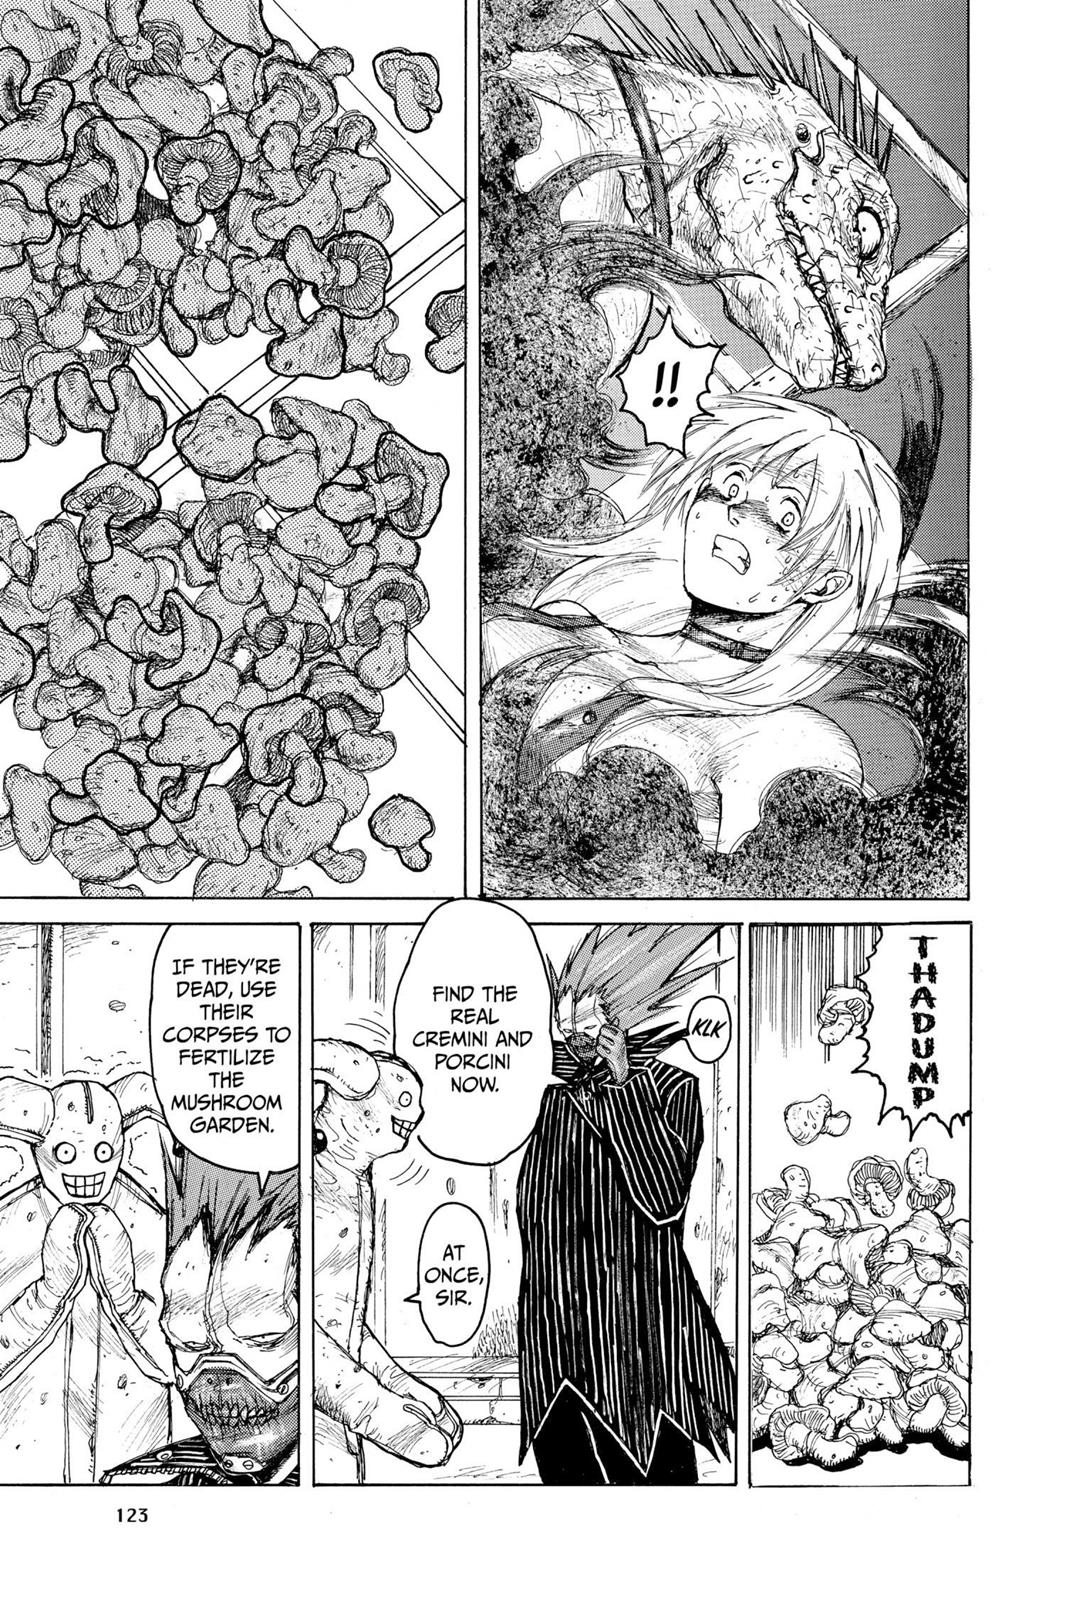 !!
THADUMP
KLK
FIND THE
REAL
CREMINI AND
PORCINI
NOW.
AT
ONCE,
SIR.
IF THEY'RE
DEAD, USE
THEIR
CORPSES TO
FERTILIZE
THE
MUSHROOM
GARDEN.
123